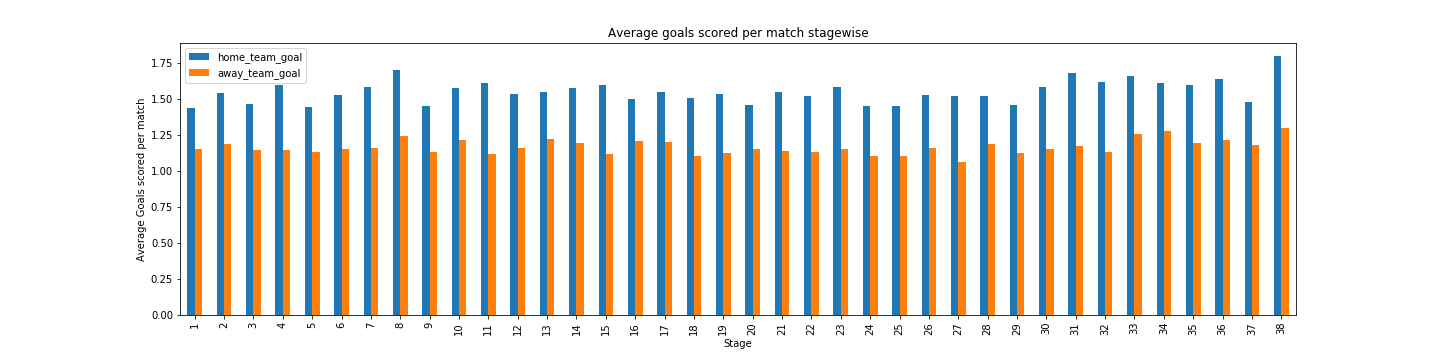 Average goals scored per match stagewise
home_team_goal
away_team_goal
Average Goals scored per match
1.75
1.50
1.25
1.00
0.75
0.50
0.25
0.00
1 2 3 4 5 6 7 8 9 10 11 12 13 14 15 16 17 18 19 20 21 22 23 24 25 26 27 28 29 30 31 32 33 34 35 36 37 38
Stage